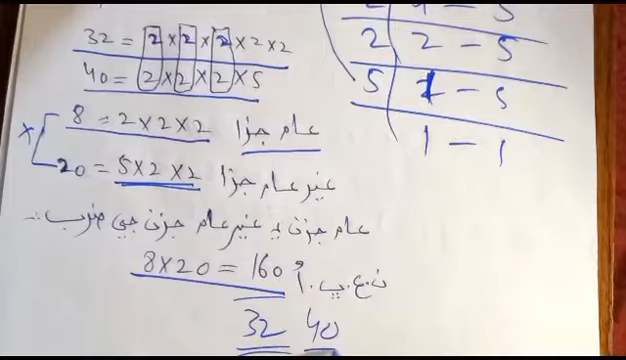 32 = 2 × 2 × 2 × 2 × 2
40 = 2 × 2 × 2 × 5
8 = 2 × 2 × 2 عام جزا
× 20 = 5 × 2 × 2 غير عام جزا
عام جزن ۽ غير عام جزن جي ضرب
8 × 20 = 160
ن.ع.پ.أ
32 40
2 2 - 5
5 1 - 5
1 - 1